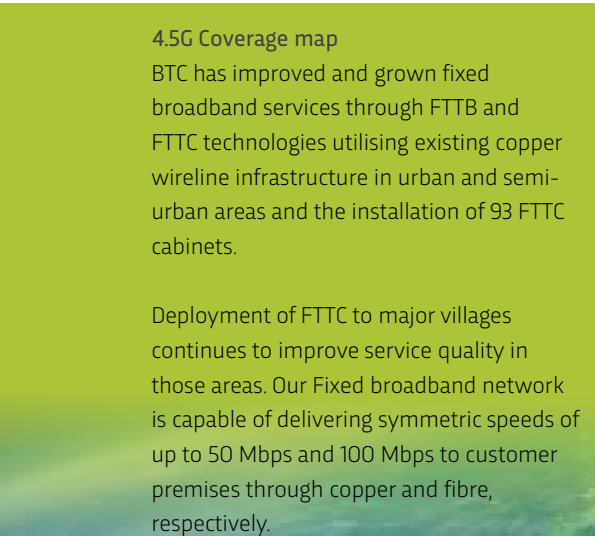 4.5G Coverage map
BTC has improved and grown fixed
broadband services through FTTB and
FTTC technologies utilising existing copper
wireline infrastructure in urban and semi-
urban areas and the installation of 93 FTTC
cabinets.
Deployment of FTTC to major villages
continues to improve service quality in
those areas. Our Fixed broadband network
is capable of delivering symmetric speeds of
up to 50 Mbps and 100 Mbps to customer
premises through copper and fibre,
respectively.